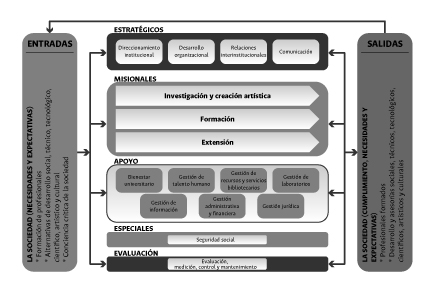 ESTRATÉGICOS
Direccionamiento
institucional
Desarrollo
organizacional
Relaciones
interinstitucionales
Comunicación
ENTRADAS
LA SOCIEDAD (NECESIDADES Y EXPECTATIVAS)
* Formación de profesionales
* Alternativas de desarrollo social, técnico, tecnológico,
científico, artístico y cultural
* Conciencia crítica de la sociedad
MISIONALES
Investigación y creación artística
Formación
Extensión
APOYO
Bienestar
universitario
Gestión de
talento humano
Gestión de
recursos y servicios
bibliotecarios
Gestión de
laboratorios
Gestión de
información
Gestión
administrativa
y financiera
Gestión jurídica
ESPECIALES
Seguridad social
EVALUACIÓN
Evaluación,
medición, control y mantenimiento
SALIDAS
LA SOCIEDAD (CUMPLIMIENTO, NECESIDADES Y
EXPECTATIVAS)
* Profesionales formados
* Desarrollo y asesorías sociales, técnicos, tecnológicos,
científicos, artísticos y culturales